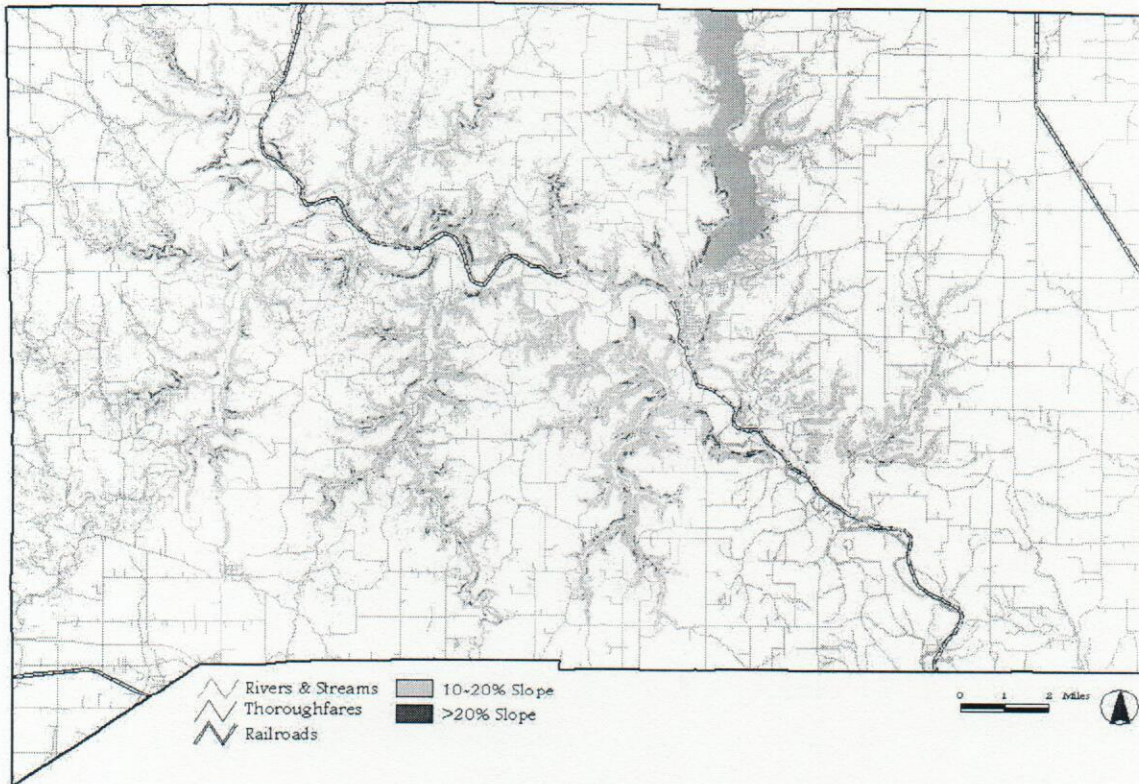 Rivers & Streams
Thoroughfares
Railroads
10-20% Slope
>20% Slope
0 1 2 Miles